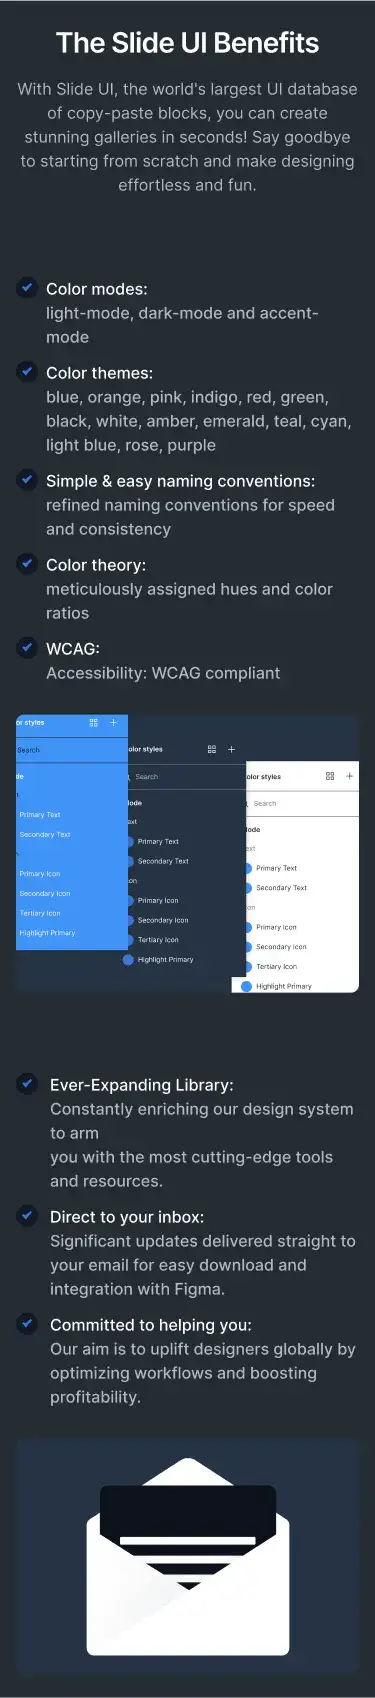 The Slide UI Benefits
With Slide UI, the world's largest UI database
of copy-paste blocks, you can create
stunning galleries in seconds! Say goodbye
to starting from scratch and make designing
effortless and fun.
Color modes:
light-mode, dark-mode and accent-
mode
Color themes:
blue, orange, pink, indigo, red, green,
black, white, amber, emerald, teal, cyan,
light blue, rose, purple
Simple & easy naming conventions:
refined naming conventions for speed
and consistency
Color theory:
meticulously assigned hues and color
ratios
WCAG:
Accessibility: WCAG compliant
or styles
Search
de
Primary Text
Secondary Text
Primary Icon
Secondary Icon
Tertiary Icon
Highlight Primary
olor styles
Search
lode
ext
Primary Text
Secondary Text
con
Primary Icon
Secondary Icon
Tertiary Icon
Highlight Primary
olor styles
Search
lode
ext
Primary Text
Secondary Text
con
Primary Icon
Secondary Icon
Tertiary Icon
Highlight Primary
Ever-Expanding Library:
Constantly enriching our design system
to arm
you with the most cutting-edge tools
and resources.
Direct to your inbox:
Significant updates delivered straight to
your email for easy download and
integration with Figma.
Committed to helping you:
Our aim is to uplift designers globally by
optimizing workflows and boosting
profitability.